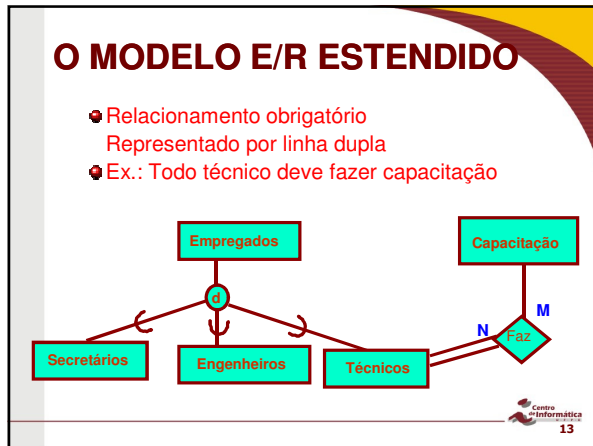 O MODELO E/R ESTENDIDO
Relacionamento obrigatório
Representado por linha dupla
Ex.: Todo técnico deve fazer capacitação
Empregados
Capacitação
d
M
N
Faz
Secretários
Engenheiros
Técnicos
Centro
de Informática
13